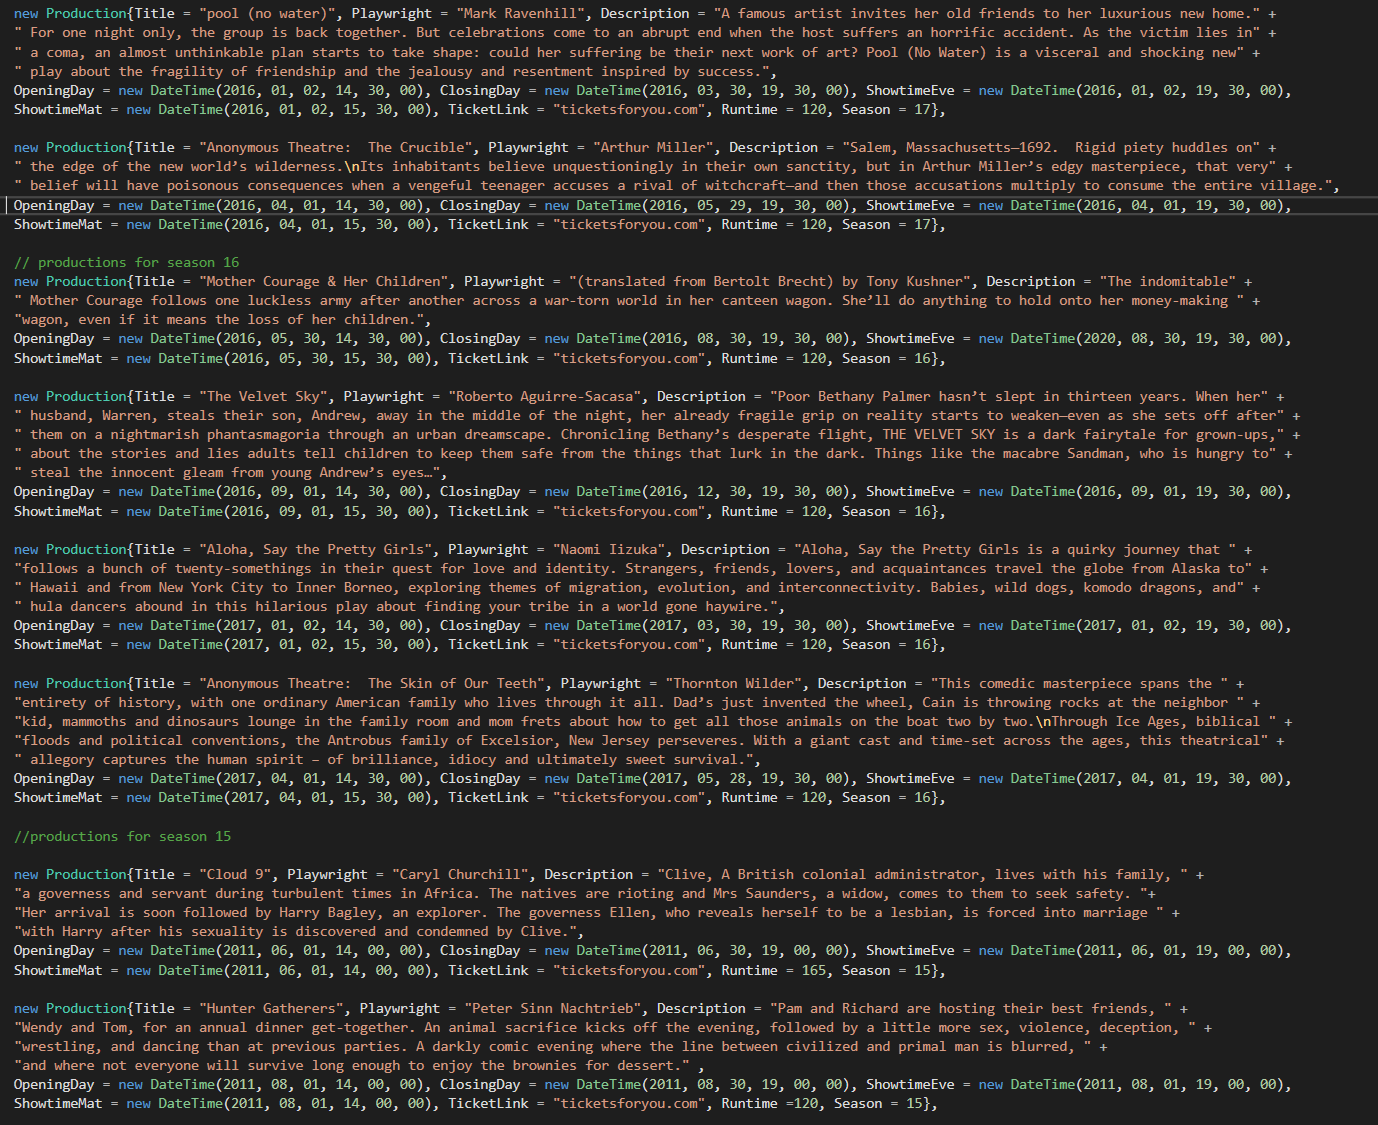 new Production{Title = "pool (no water)", Playwright = "Mark Ravenhill", Description = "A famous artist invites her old friends to her luxurious new home." +
" For one night only, the group is back together. But celebrations come to an abrupt end when the host suffers an horrific accident. As the victim lies in" +
" a coma, an almost unthinkable plan starts to take shape: could her suffering be their next work of art? Pool (No Water) is a visceral and shocking new" +
" play about the fragility of friendship and the jealousy and resentment inspired by success.",
OpeningDay = new DateTime(2016, 01, 02, 14, 30, 00), ClosingDay = new DateTime(2016, 03, 30, 19, 30, 00), ShowtimeEve = new DateTime(2016, 01, 02, 19, 30, 00),
ShowtimeMat = new DateTime(2016, 01, 02, 15, 30, 00), TicketLink = "ticketsforyou.com", Runtime = 120, Season = 17},

new Production{Title = "Anonymous Theatre:  The Crucible", Playwright = "Arthur Miller", Description = "Salem, Massachusetts—1692.  Rigid piety huddles on" +
" the edge of the new world’s wilderness.\nIts inhabitants believe unquestioningly in their own sanctity, but in Arthur Miller’s edgy masterpiece, that very" +
" belief will have poisonous consequences when a vengeful teenager accuses a rival of witchcraft—and then those accusations multiply to consume the entire village.",
OpeningDay = new DateTime(2016, 04, 01, 14, 30, 00), ClosingDay = new DateTime(2016, 05, 29, 19, 30, 00), ShowtimeEve = new DateTime(2016, 04, 01, 19, 30, 00),
ShowtimeMat = new DateTime(2016, 04, 01, 15, 30, 00), TicketLink = "ticketsforyou.com", Runtime = 120, Season = 17},

// productions for season 16
new Production{Title = "Mother Courage & Her Children", Playwright = "(translated from Bertolt Brecht) by Tony Kushner", Description = "The indomitable" +
" Mother Courage follows one luckless army after another across a war-torn world in her canteen wagon. She’ll do anything to hold onto her money-making " +
"wagon, even if it means the loss of her children.",
OpeningDay = new DateTime(2016, 05, 30, 14, 30, 00), ClosingDay = new DateTime(2016, 08, 30, 19, 30, 00), ShowtimeEve = new DateTime(2020, 08, 30, 19, 30, 00),
ShowtimeMat = new DateTime(2016, 05, 30, 15, 30, 00), TicketLink = "ticketsforyou.com", Runtime = 120, Season = 16},

new Production{Title = "The Velvet Sky", Playwright = "Roberto Aguirre-Sacasa", Description = "Poor Bethany Palmer hasn’t slept in thirteen years. When her" +
" husband, Warren, steals their son, Andrew, away in the middle of the night, her already fragile grip on reality starts to weaken—even as she sets off after" +
" them on a nightmarish phantasmagoria through an urban dreamscape. Chronicling Bethany’s desperate flight, THE VELVET SKY is a dark fairytale for grown-ups," +
" about the stories and lies adults tell children to keep them safe from the things that lurk in the dark. Things like the macabre Sandman, who is hungry to" +
" steal the innocent gleam from young Andrew’s eyes…",
OpeningDay = new DateTime(2016, 09, 01, 14, 30, 00), ClosingDay = new DateTime(2016, 12, 30, 19, 30, 00), ShowtimeEve = new DateTime(2016, 09, 01, 19, 30, 00),
ShowtimeMat = new DateTime(2016, 09, 01, 15, 30, 00), TicketLink = "ticketsforyou.com", Runtime = 120, Season = 16},

new Production{Title = "Aloha, Say the Pretty Girls", Playwright = "Naomi Iizuka", Description = "Aloha, Say the Pretty Girls is a quirky journey that " +
"follows a bunch of twenty-somethings in their quest for love and identity. Strangers, friends, lovers, and acquaintances travel the globe from Alaska to" +
" Hawaii and from New York City to Inner Borneo, exploring themes of migration, evolution, and interconnectivity. Babies, wild dogs, komodo dragons, and" +
" hula dancers abound in this hilarious play about finding your tribe in a world gone haywire.",
OpeningDay = new DateTime(2017, 01, 02, 14, 30, 00), ClosingDay = new DateTime(2017, 03, 30, 19, 30, 00), ShowtimeEve = new DateTime(2017, 01, 02, 19, 30, 00),
ShowtimeMat = new DateTime(2017, 01, 02, 15, 30, 00), TicketLink = "ticketsforyou.com", Runtime = 120, Season = 16},

new Production{Title = "Anonymous Theatre:  The Skin of Our Teeth", Playwright = "Thornton Wilder", Description = "This comedic masterpiece spans the " +
"entirety of history, with one ordinary American family who lives through it all. Dad’s just invented the wheel, Cain is throwing rocks at the neighbor " +
"kid, mammoths and dinosaurs lounge in the family room and mom frets about how to get all those animals on the boat two by two.\nThrough Ice Ages, biblical " +
"floods and political conventions, the Antrobus family of Excelsior, New Jersey perseveres. With a giant cast and time-set across the ages, this theatrical" +
" allegory captures the human spirit – of brilliance, idiocy and ultimately sweet survival.",
OpeningDay = new DateTime(2017, 04, 01, 14, 30, 00), ClosingDay = new DateTime(2017, 05, 28, 19, 30, 00), ShowtimeEve = new DateTime(2017, 04, 01, 19, 30, 00),
ShowtimeMat = new DateTime(2017, 04, 01, 15, 30, 00), TicketLink = "ticketsforyou.com", Runtime = 120, Season = 16},

//productions for season 15

new Production{Title = "Cloud 9", Playwright = "Caryl Churchill", Description = "Clive, A British colonial administrator, lives with his family, " +
"a governess and servant during turbulent times in Africa. The natives are rioting and Mrs Saunders, a widow, comes to them to seek safety. "+
"Her arrival is soon followed by Harry Bagley, an explorer. The governess Ellen, who reveals herself to be a lesbian, is forced into marriage " +
"with Harry after his sexuality is discovered and condemned by Clive.",
OpeningDay = new DateTime(2011, 06, 01, 14, 00, 00), ClosingDay = new DateTime(2011, 06, 30, 19, 00, 00), ShowtimeEve = new DateTime(2011, 06, 01, 19, 00, 00),
ShowtimeMat = new DateTime(2011, 06, 01, 14, 00, 00), TicketLink = "ticketsforyou.com", Runtime = 165, Season = 15},

new Production{Title = "Hunter Gatherers", Playwright = "Peter Sinn Nachtrieb", Description = "Pam and Richard are hosting their best friends, " +
"Wendy and Tom, for an annual dinner get-together. An animal sacrifice kicks off the evening, followed by a little more sex, violence, deception, " +
"wrestling, and dancing than at previous parties. A darkly comic evening where the line between civilized and primal man is blurred, " +
"and where not everyone will survive long enough to enjoy the brownies for dessert." ,
OpeningDay = new DateTime(2011, 08, 01, 14, 00, 00), ClosingDay = new DateTime(2011, 08, 30, 19, 00, 00), ShowtimeEve = new DateTime(2011, 08, 01, 19, 00, 00),
ShowtimeMat = new DateTime(2011, 08, 01, 14, 00, 00), TicketLink = "ticketsforyou.com", Runtime =120, Season = 15},